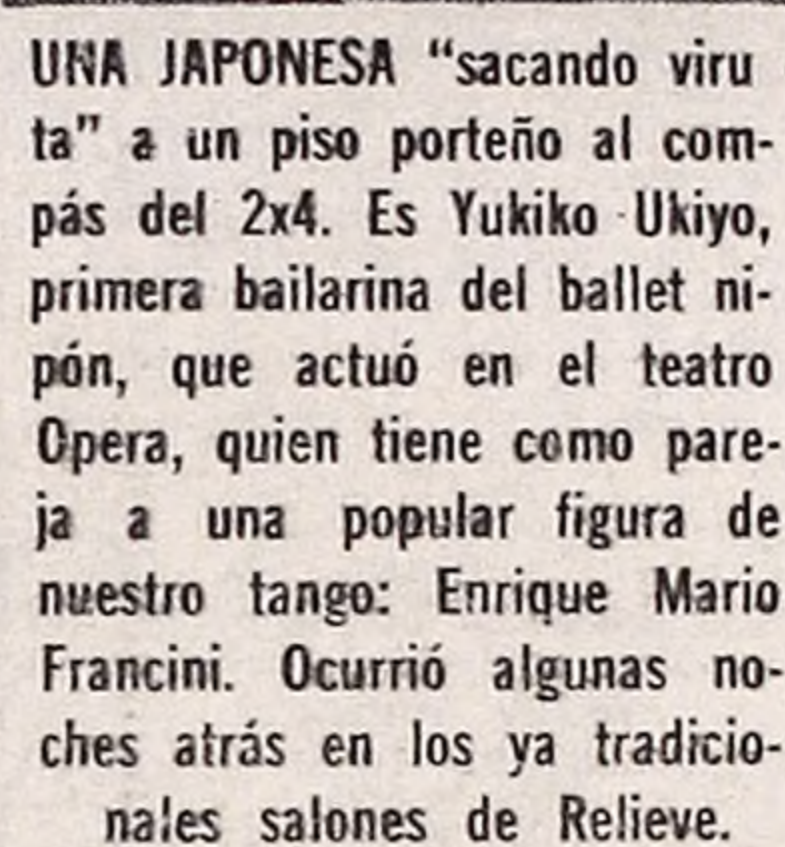 UNA JAPONESA “sacando viru
ta” a un piso porteño al com-
pás del 2x4. Es Yukiko Ukiyo,
primera bailarina del ballet ni-
pón, que actuó en el teatro
Opera, quien tiene como pare-
ja a una popular figura de
nuestro tango: Enrique Mario
Francini. Ocurrió algunas no-
ches atrás en los ya tradicio-
nales salones de Relieve.